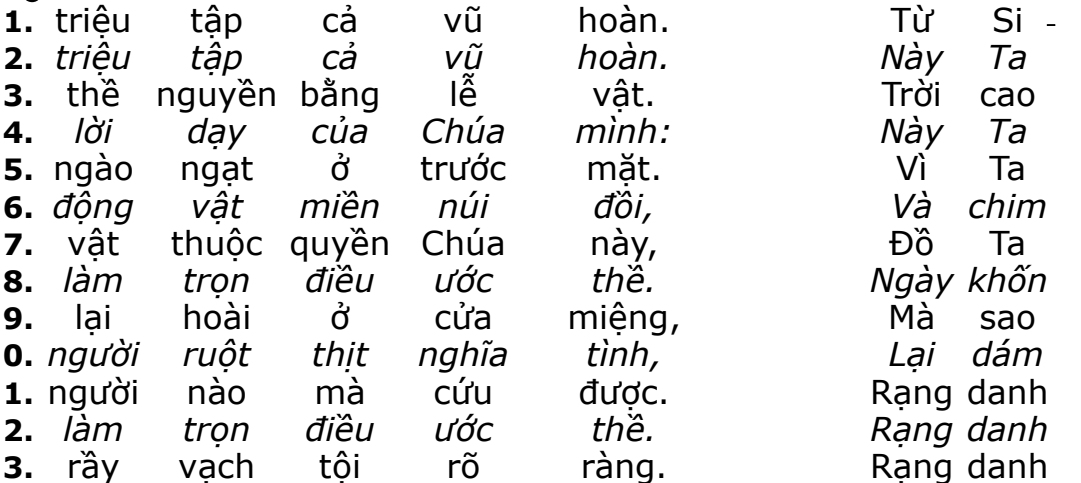 1. triệu tập cả vũ hoàn. Từ Si -
2. triệu tập cả vũ hoàn. Này Ta
3. thề nguyền bằng lễ vật. Trời cao
4. lời dạy của Chúa mình: Này Ta
5. ngào ngạt ở trước mặt. Vì Ta
6. động vật miền núi đồi, Và chim
7. vật thuộc quyền Chúa này, Đồ Ta
8. làm trọn điều ước thề. Ngày khốn
9. lại hoài ở cửa miệng, Mà sao
0. người ruột thịt nghĩa tình, Lại dám
1. người nào mà cứu được. Rạng danh
2. làm trọn điều ước thề. Rạng danh
3. rầy vạch tội rõ ràng. Rạng danh